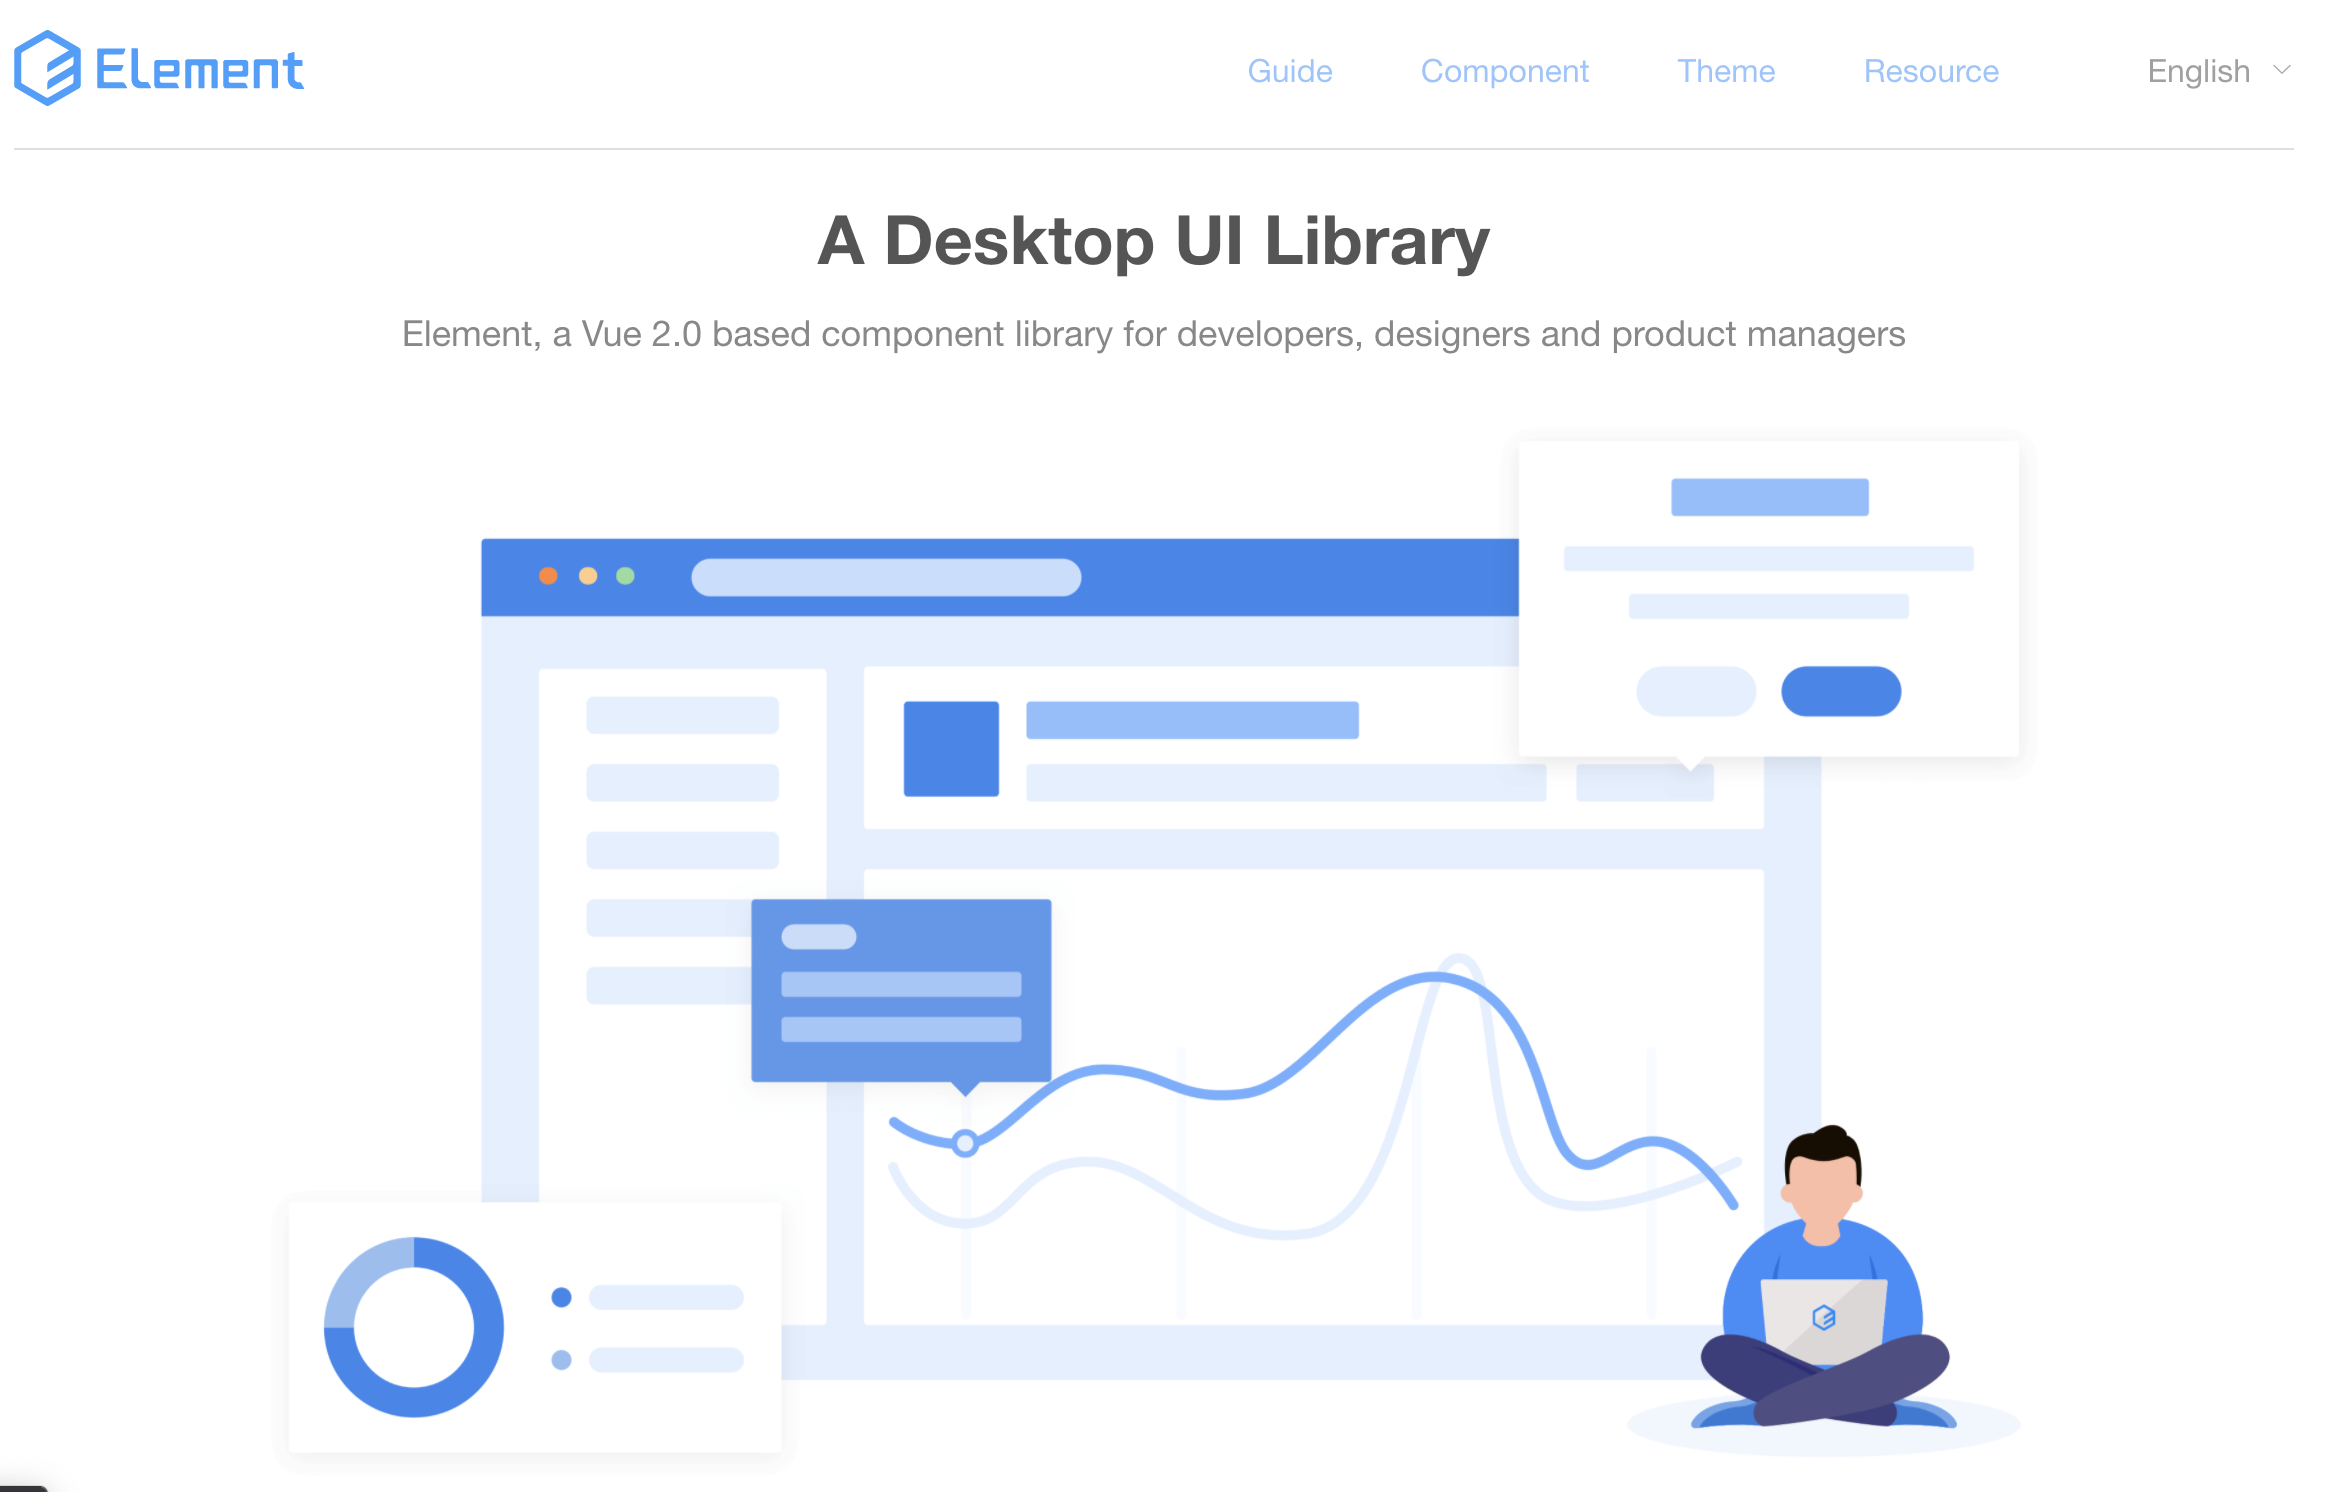 Element
Guide Component Theme Resource English
A Desktop UI Library
Element, a Vue 2.0 based component library for developers, designers and product managers